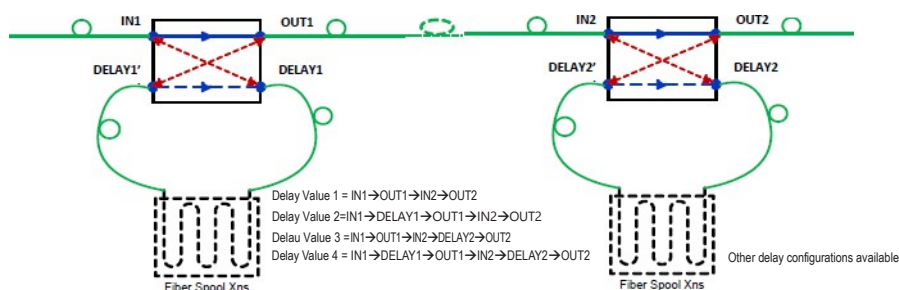 IN1 OUT1 IN2 OUT2
DELAY1' DELAY1 DELAY2' DELAY2
Delay Value 1 = IN1→OUT1→IN2→OUT2
Delay Value 2=IN1→DELAY1→OUT1→IN2→OUT2
Delau Value 3 =IN1→OUT1→IN2→DELAY2→OUT2
Delay Value 4 = IN1→DELAY1→OUT1→IN2→DELAY2→OUT2
Other delay configurations available
Fiber Spool Xns Fiber Spool Xns